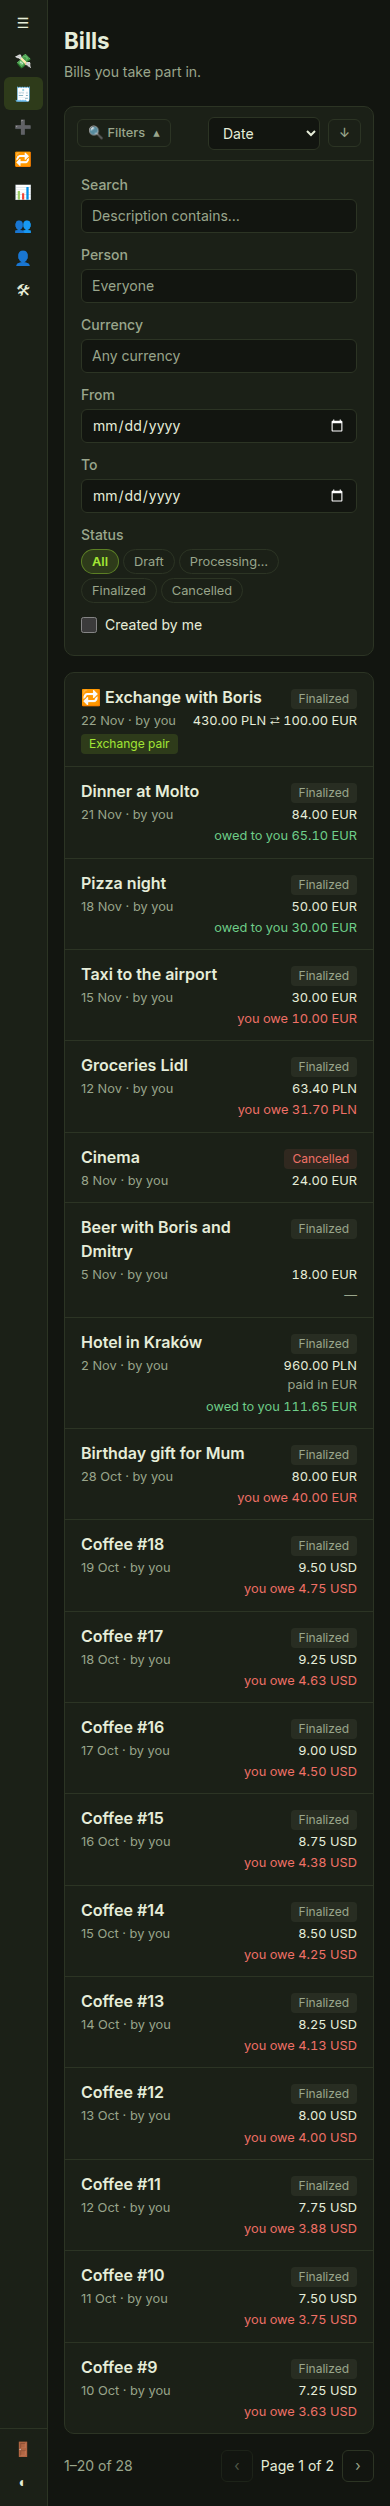 Bills
Bills you take part in.
Filters ▲
Date
↓
Search
Description contains...
Person
Everyone
Currency
Any currency
From
mm/dd/yyyy
To
mm/dd/yyyy
Status
All Draft Processing...
Finalized Cancelled
Created by me
Exchange with Boris Finalized
22 Nov · by you 430.00 PLN ⇄ 100.00 EUR
Exchange pair
Dinner at Molto Finalized
21 Nov · by you 84.00 EUR
owed to you 65.10 EUR
Pizza night Finalized
18 Nov · by you 50.00 EUR
owed to you 30.00 EUR
Taxi to the airport Finalized
15 Nov · by you 30.00 EUR
you owe 10.00 EUR
Groceries Lidl Finalized
12 Nov · by you 63.40 PLN
you owe 31.70 PLN
Cinema Cancelled
8 Nov · by you 24.00 EUR
Beer with Boris and Finalized
Dmitry
5 Nov · by you 18.00 EUR
—
Hotel in Kraków Finalized
2 Nov · by you 960.00 PLN
paid in EUR
owed to you 111.65 EUR
Birthday gift for Mum Finalized
28 Oct · by you 80.00 EUR
you owe 40.00 EUR
Coffee #18 Finalized
19 Oct · by you 9.50 USD
you owe 4.75 USD
Coffee #17 Finalized
18 Oct · by you 9.25 USD
you owe 4.63 USD
Coffee #16 Finalized
17 Oct · by you 9.00 USD
you owe 4.50 USD
Coffee #15 Finalized
16 Oct · by you 8.75 USD
you owe 4.38 USD
Coffee #14 Finalized
15 Oct · by you 8.50 USD
you owe 4.25 USD
Coffee #13 Finalized
14 Oct · by you 8.25 USD
you owe 4.13 USD
Coffee #12 Finalized
13 Oct · by you 8.00 USD
you owe 4.00 USD
Coffee #11 Finalized
12 Oct · by you 7.75 USD
you owe 3.88 USD
Coffee #10 Finalized
11 Oct · by you 7.50 USD
you owe 3.75 USD
Coffee #9 Finalized
10 Oct · by you 7.25 USD
you owe 3.63 USD
1–20 of 28 ‹ Page 1 of 2 ›